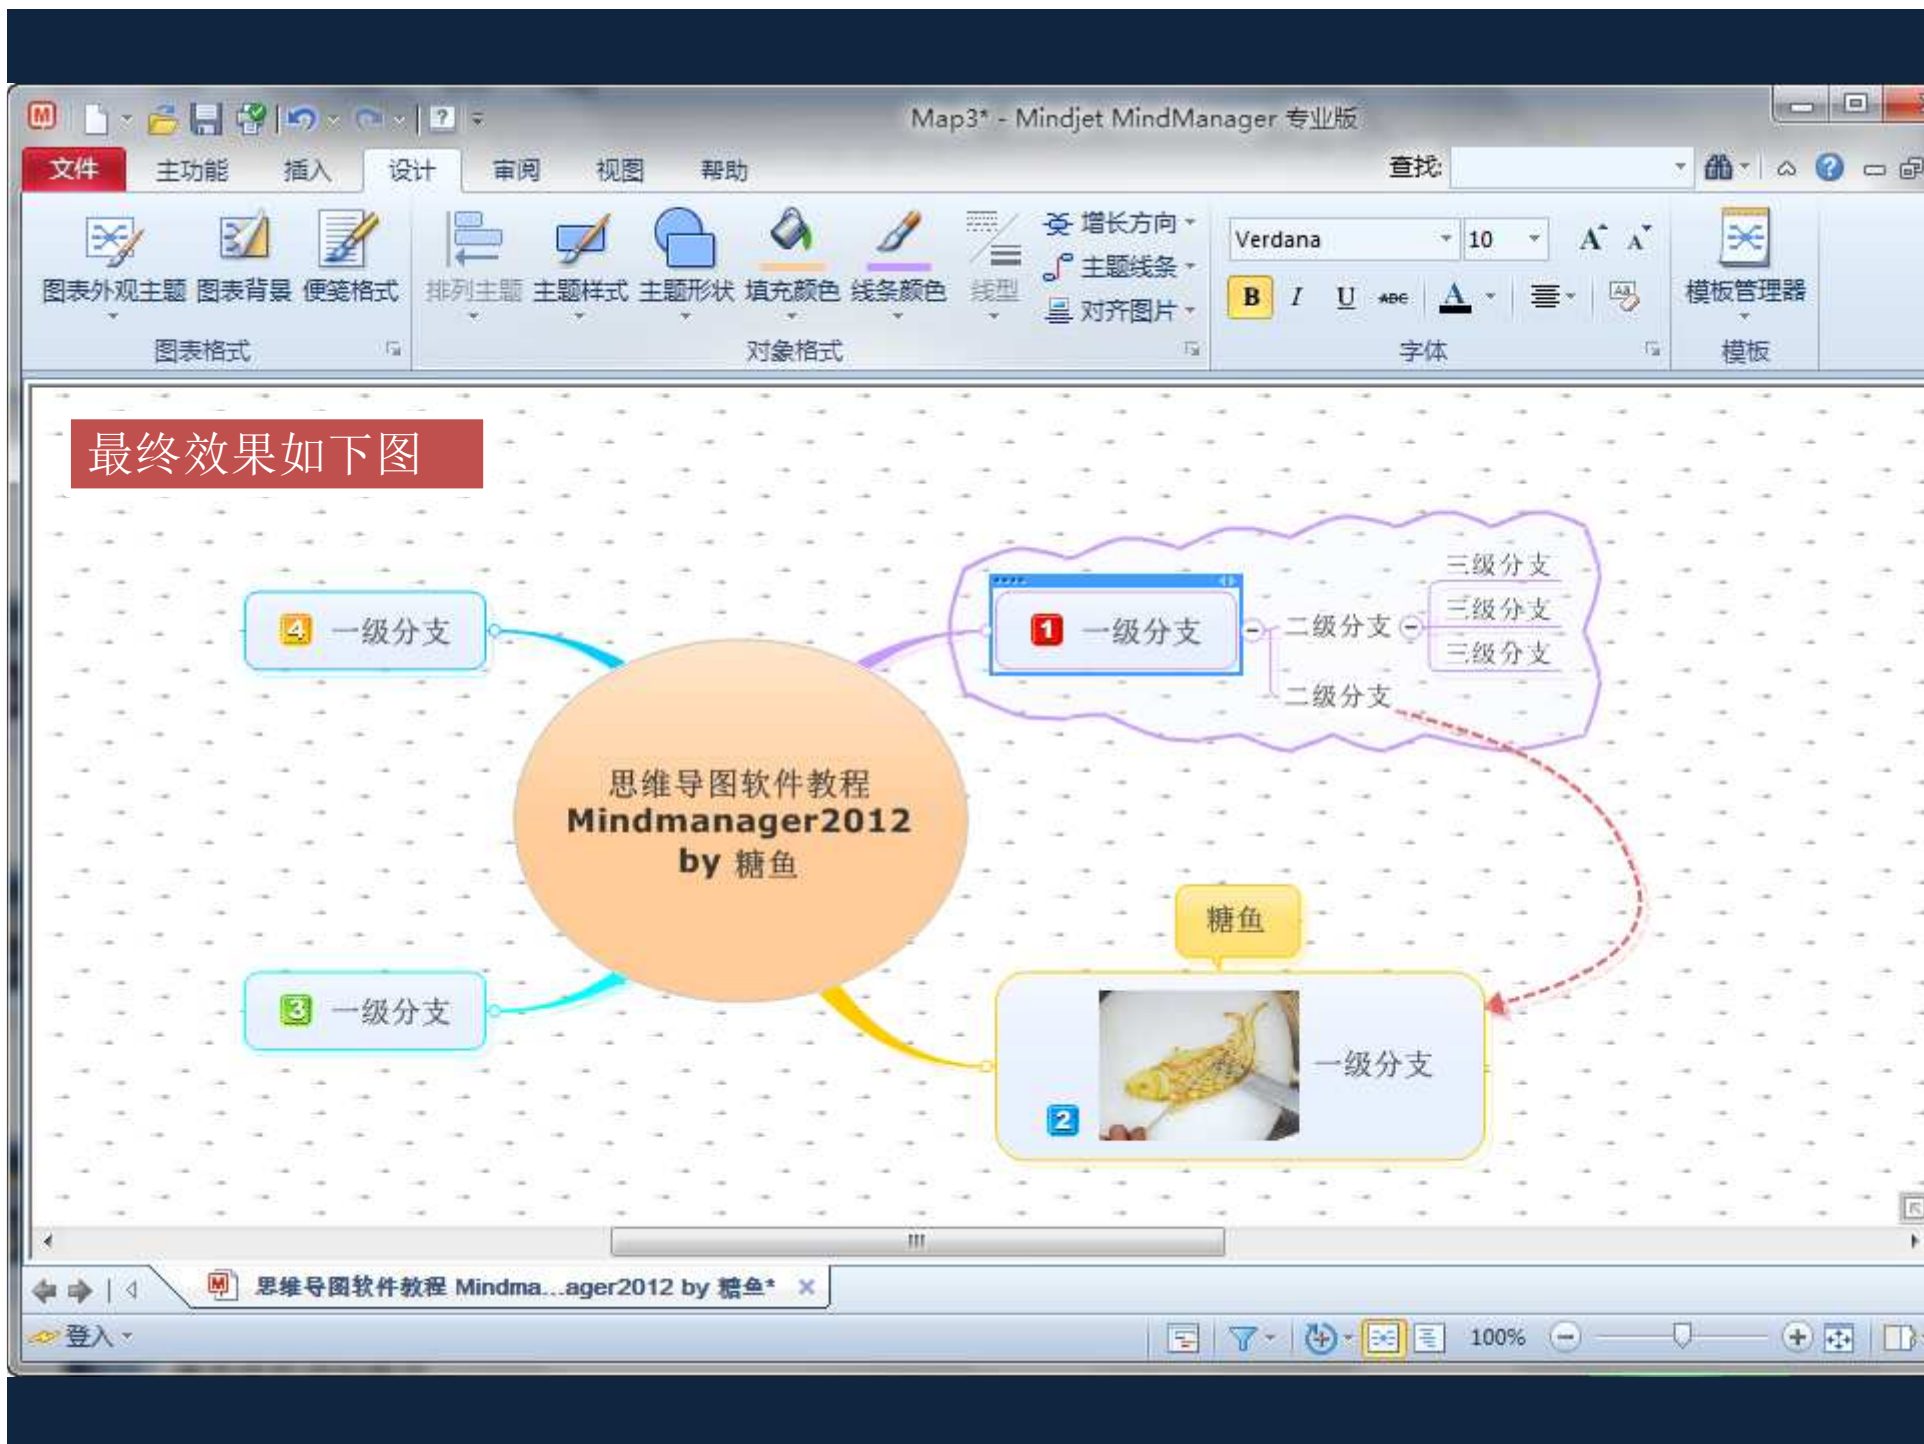 Map3* - Mindjet MindManager 专业版
文件 主功能 插入 设计 审阅 视图 帮助 查找:
增长方向
Verdana 10
主题线条
图表外观主题 图表背景 便笺格式 排列主题 主题样式 主题形状 填充颜色 线条颜色 线型 B I U ABC A 模板管理器
对齐图片
图表格式 对象格式 字体 模板
最终效果如下图
三级分支
4 一级分支
1 一级分支
二级分支
三级分支
三级分支
二级分支
思维导图软件教程
Mindmanager2012
by 糖鱼
糖鱼
3 一级分支
一级分支
2
思维导图软件教程 Mindma...ager2012 by 糖鱼*
登入 100%